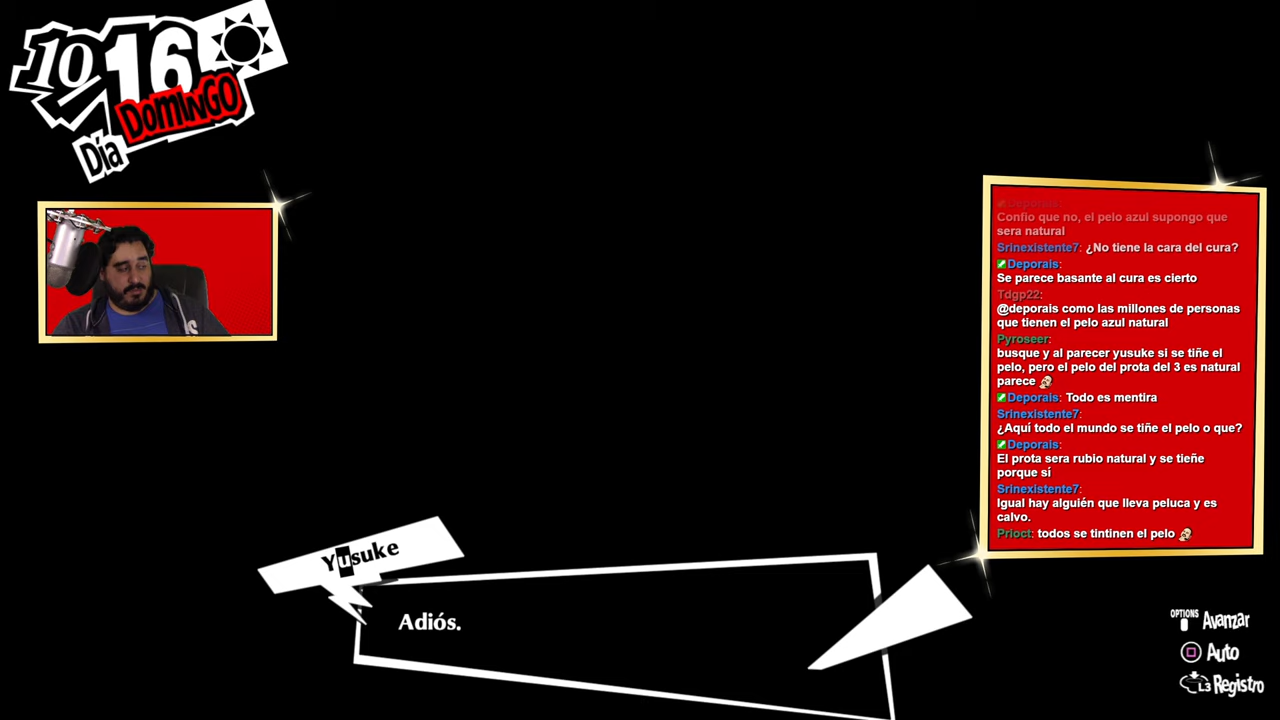 10/16
DomINGO
Día
Deporais:
Confío que no, el pelo azul supongo que
sera natural
Srinexistente7: ¿No tiene la cara del cura?
Deporais:
Se parece basante al cura es cierto
Tdgp22:
@deporais como las millones de personas
que tienen el pelo azul natural
Pyroseer:
busque y al parecer yusuke si se tiñe el
pelo, pero el pelo del prota del 3 es natural
parece
Deporais: Todo es mentira
Srinexistente7:
¿Aquí todo el mundo se tiñe el pelo o que?
Deporais:
El prota sera rubio natural y se tieñe
porque sí
Srinexistente7:
Igual hay alguién que lleva peluca y es
calvo.
Prioct: todos se tintinen el pelo
Yusuke
Adiós.
OPTIONS Avanzar
Auto
L3 Registro